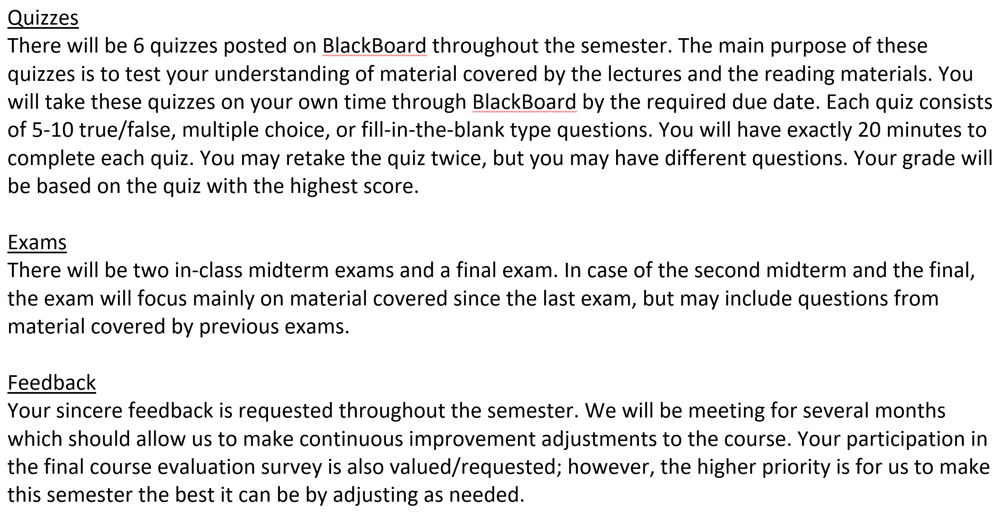 Quizzes
There will be 6 quizzes posted on BlackBoard throughout the semester. The main purpose of these
quizzes is to test your understanding of material covered by the lectures and the reading materials. You
will take these quizzes on your own time through BlackBoard by the required due date. Each quiz consists
of 5-10 true/false, multiple choice, or fill-in-the-blank type questions. You will have exactly 20 minutes to
complete each quiz. You may retake the quiz twice, but you may have different questions. Your grade will
be based on the quiz with the highest score.
Exams
There will be two in-class midterm exams and a final exam. In case of the second midterm and the final,
the exam will focus mainly on material covered since the last exam, but may include questions from
material covered by previous exams.
Feedback
Your sincere feedback is requested throughout the semester. We will be meeting for several months
which should allow us to make continuous improvement adjustments to the course. Your participation in
the final course evaluation survey is also valued/requested; however, the higher priority is for us to make
this semester the best it can be by adjusting as needed.